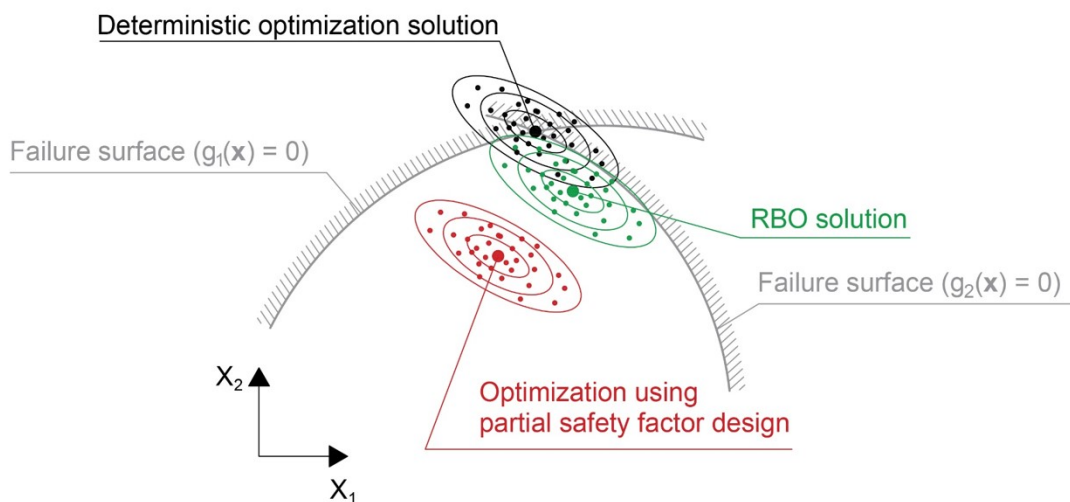 Deterministic optimization solution
Failure surface (g₁(x) = 0)
RBO solution
Failure surface (g₂(x) = 0)
Optimization using
partial safety factor design
X₂
X₁